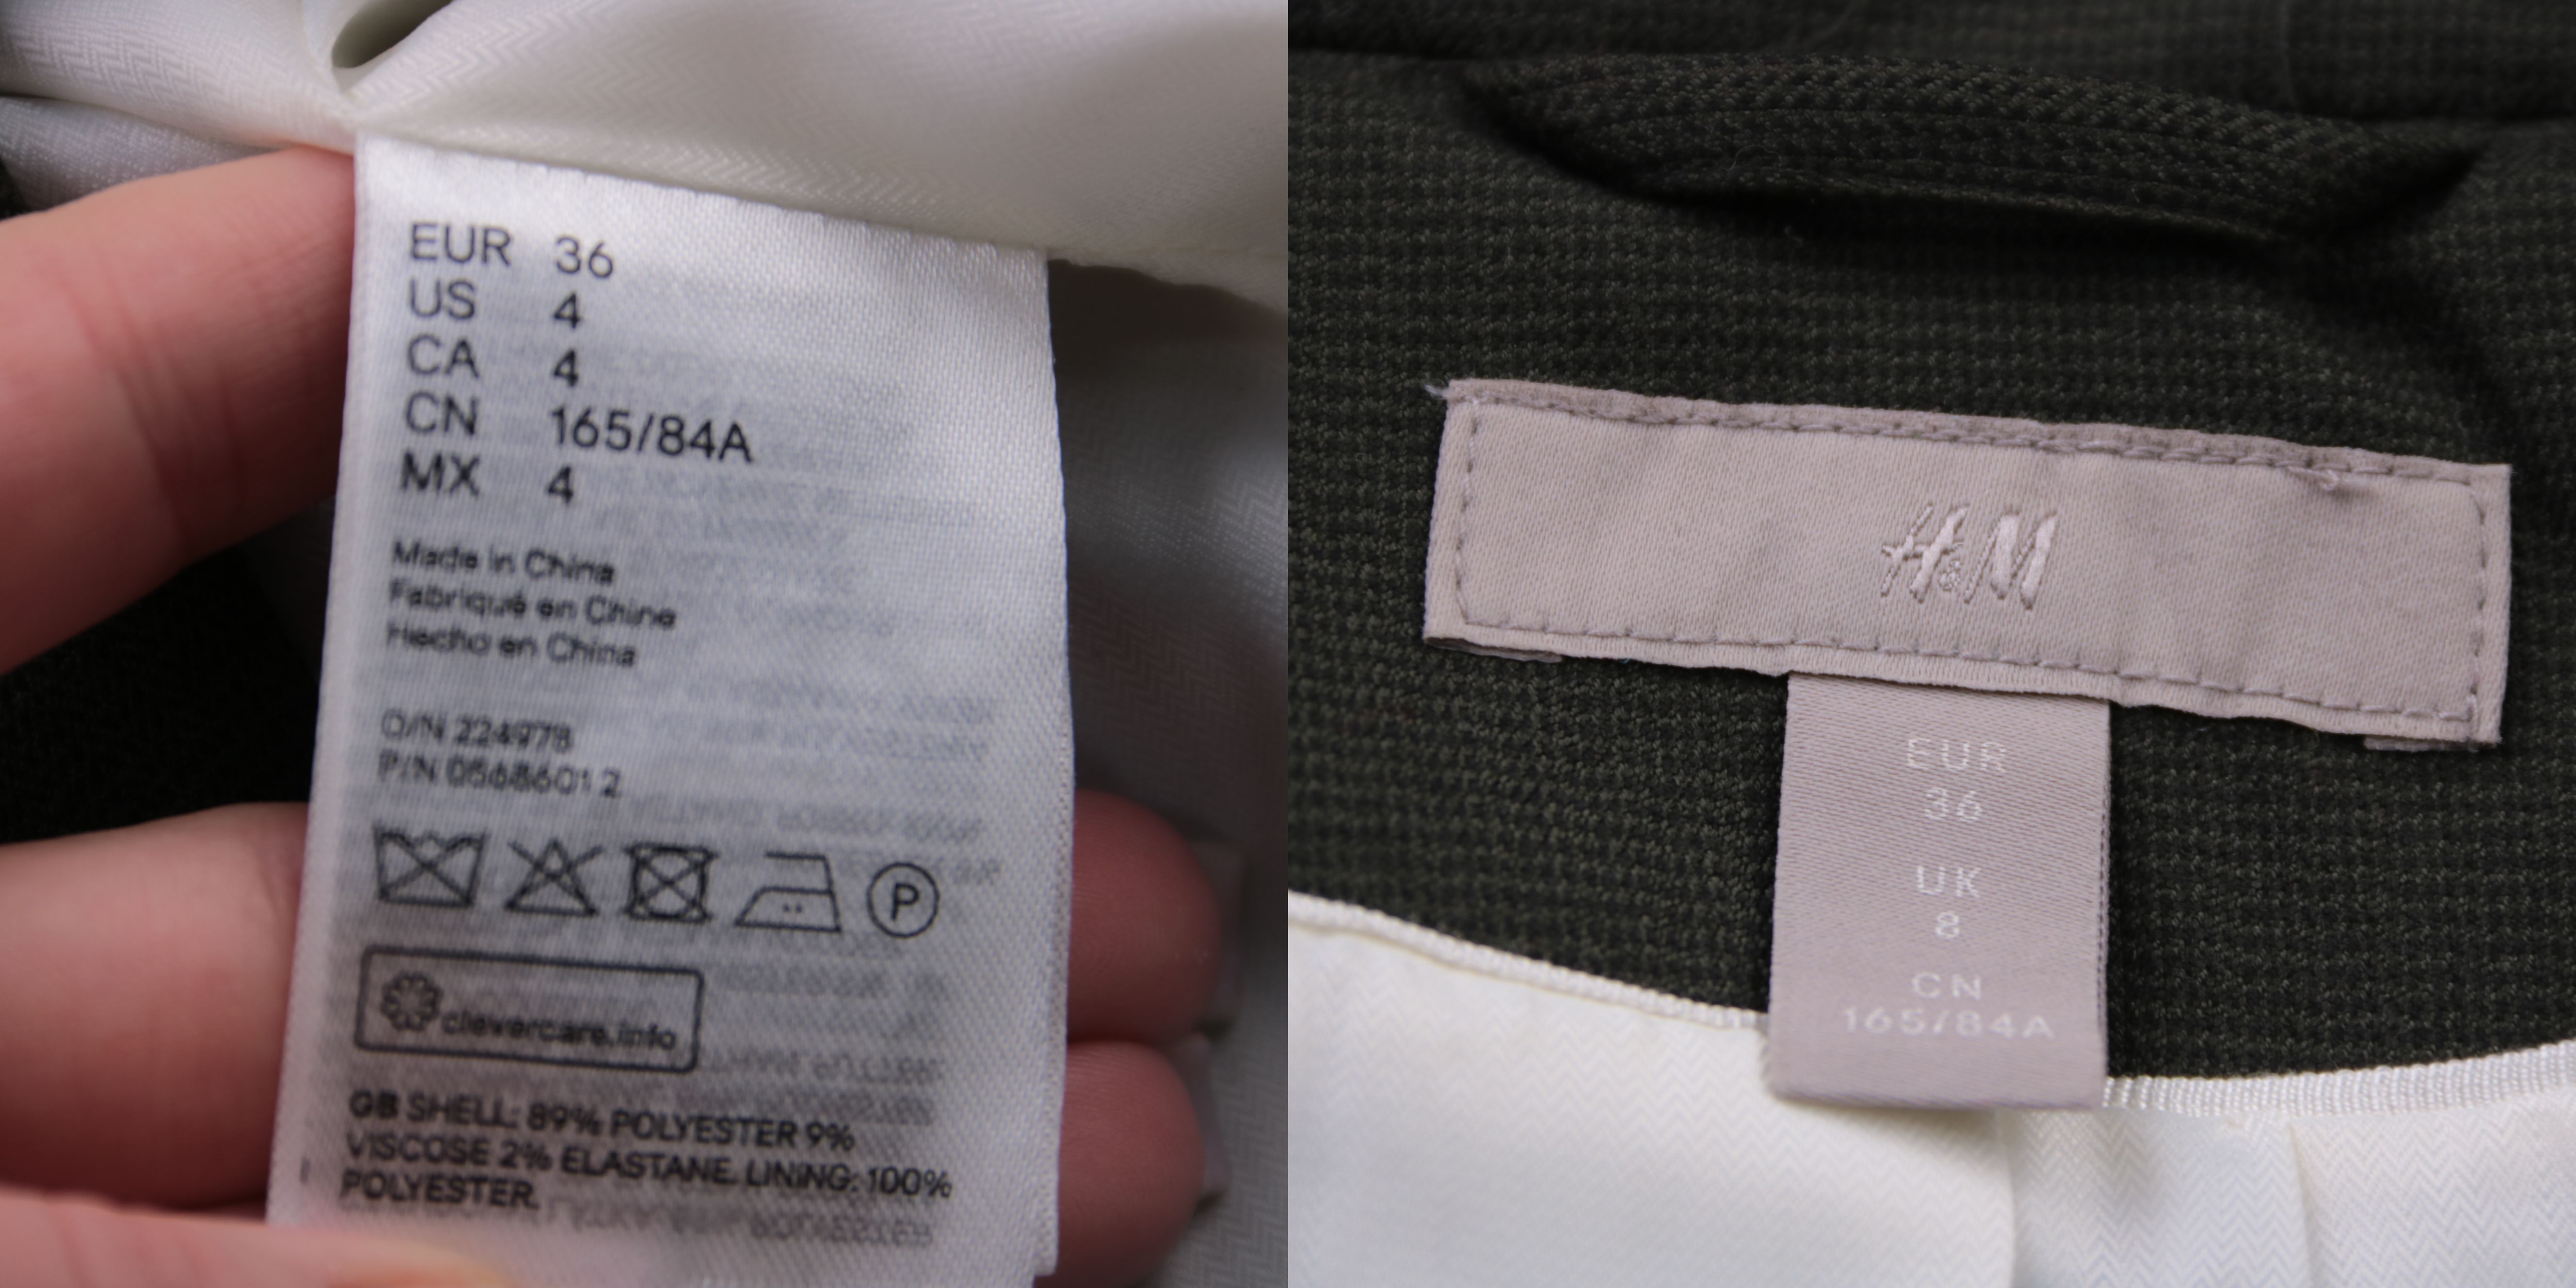 EUR 36
US 4
CA 4
CN 165/84A
MX 4
Made in China
Fabriqué en Chine
Hecho en China
O/N 224978
P/N 0568601 2
P
clevercare.info
GB SHELL: 89% POLYESTER 9%
VISCOSE 2% ELASTANE. LINING: 100%
POLYESTER.
H&M
EUR
36
UK
8
CN
165/84A